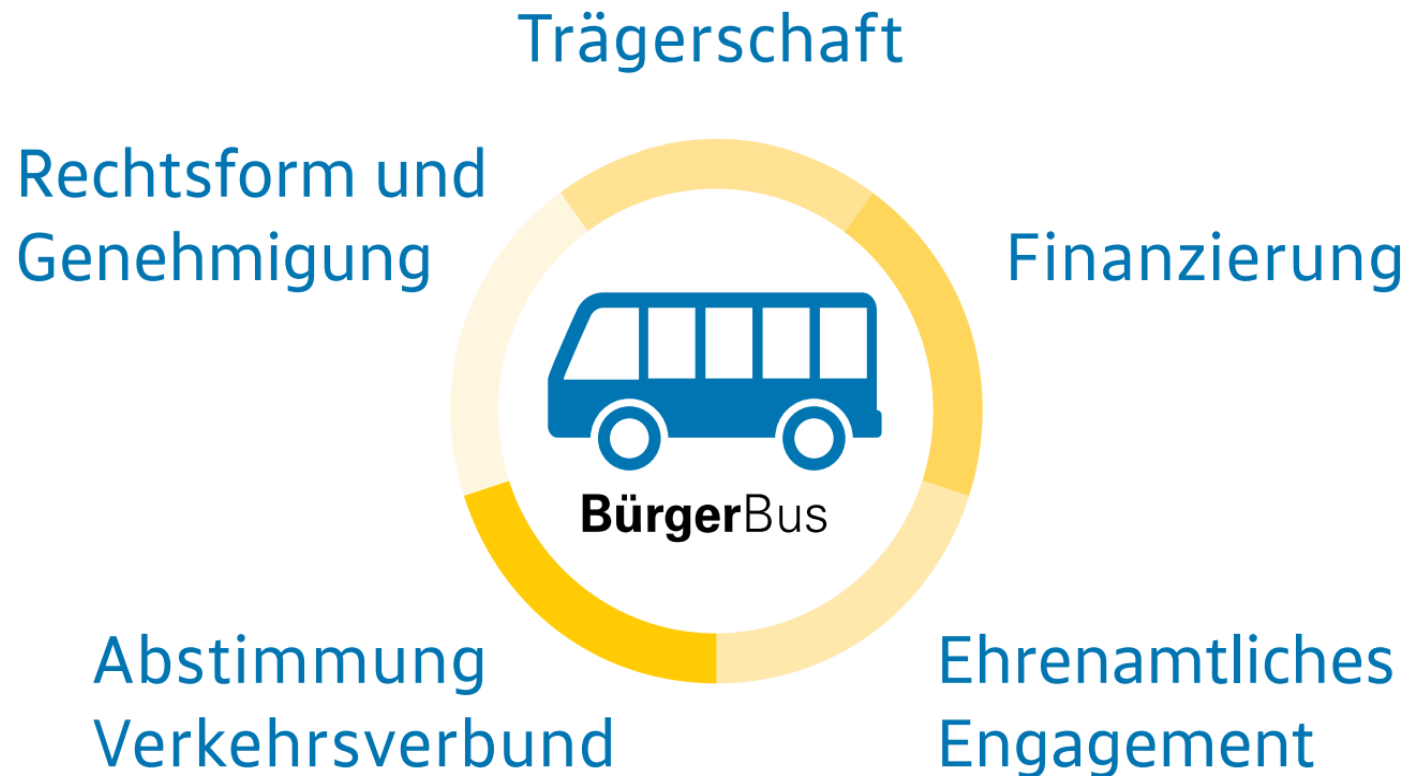 Trägerschaft
Rechtsform und
Genehmigung
Finanzierung
BürgerBus
Abstimmung
Verkehrsverbund
Ehrenamtliches
Engagement